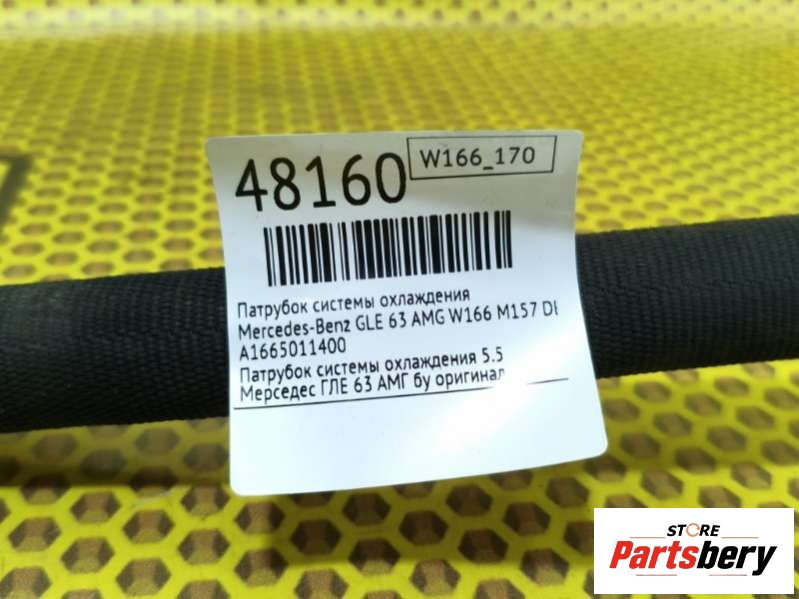 48160
W166_170
Патрубок системы охлаждения
Mercedes-Benz GLE 63 AMG W166 M157
A1665011400
Патрубок системы охлаждения 5.5
Мерседес ГЛЕ 63 АМГ бу оригинал
STORE
Partsbery